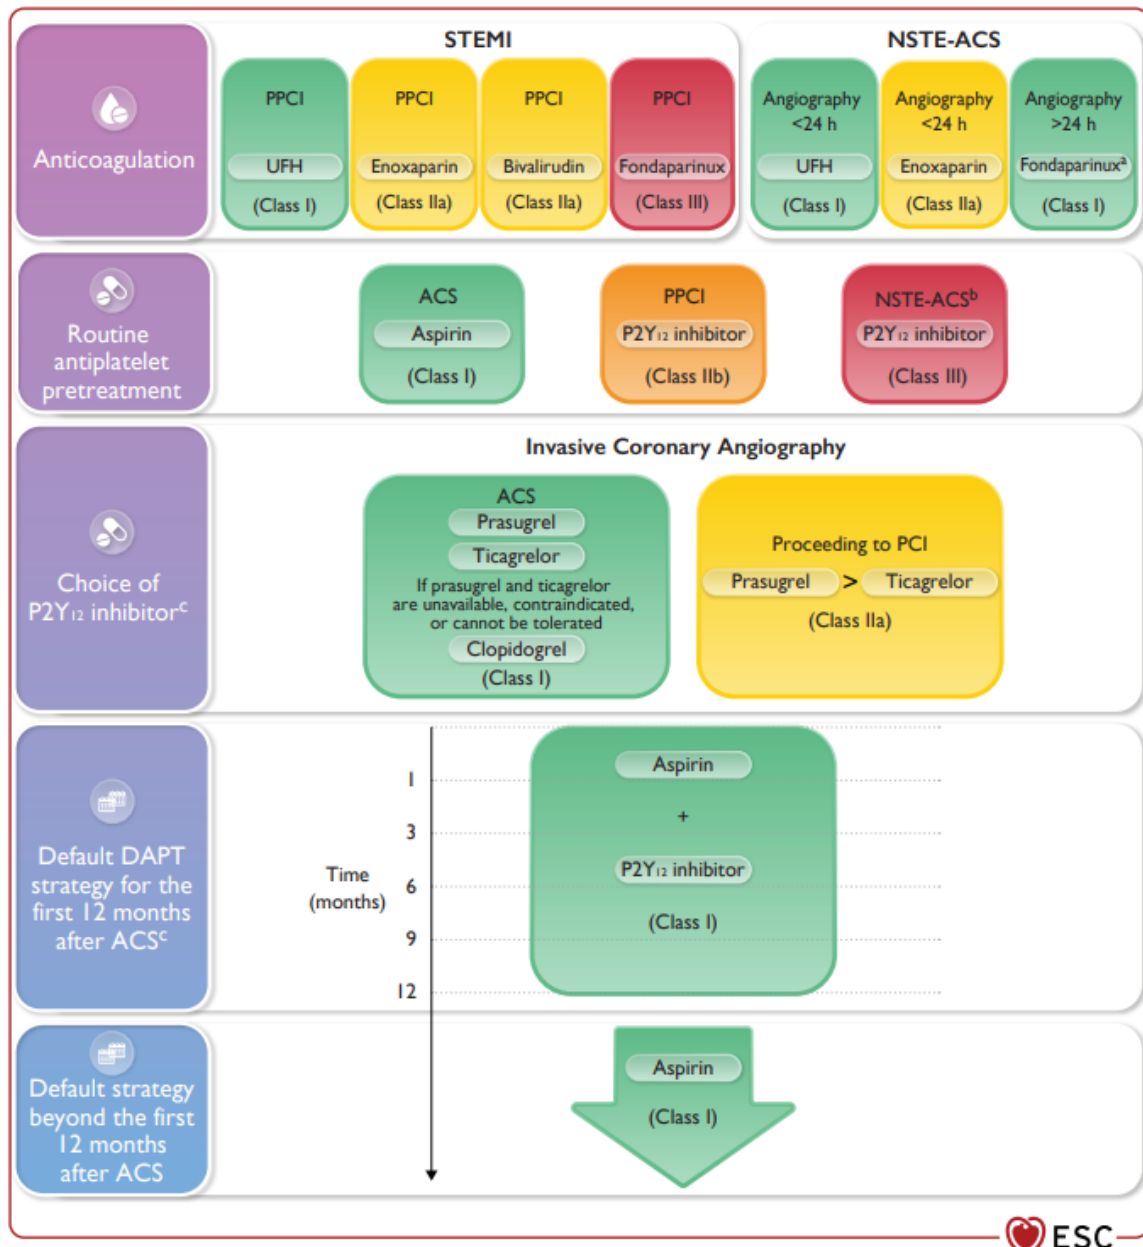 STEMI
NSTE-ACS
Anticoagulation
PPCI
UFH
(Class I)
PPCI
Enoxaparin
(Class IIa)
PPCI
Bivalirudin
(Class IIa)
PPCI
Fondaparinux
(Class III)
Angiography
<24 h
UFH
(Class I)
Angiography
<24 h
Enoxaparin
(Class IIa)
Angiography
>24 h
Fondaparinuxᵃ
(Class I)
Routine
antiplatelet
pretreatment
ACS
Aspirin
(Class I)
PPCI
P2Y₁₂ inhibitor
(Class IIb)
NSTE-ACSᵇ
P2Y₁₂ inhibitor
(Class III)
Choice of
P2Y₁₂ inhibitorᶜ
Invasive Coronary Angiography
ACS
Prasugrel
Ticagrelor
If prasugrel and ticagrelor
are unavailable, contraindicated,
or cannot be tolerated
Clopidogrel
(Class I)
Proceeding to PCI
Prasugrel > Ticagrelor
(Class IIa)
Default DAPT
strategy for the
first 12 months
after ACSᶜ
Time
(months)
1
3
6
9
12
Aspirin
+
P2Y₁₂ inhibitor
(Class I)
Default strategy
beyond the first
12 months
after ACS
Aspirin
(Class I)
ESC